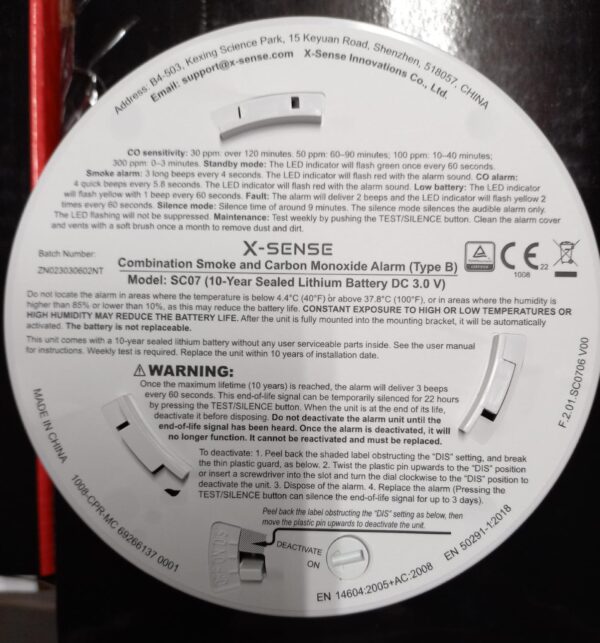 Address: B4-503, Kexing Science Park, 15 Keyuan Road, Shenzhen, 518057, CHINA
Email: support@x-sense.com X-Sense Innovations Co., Ltd.
CO sensitivity: 30 ppm: over 120 minutes. 50 ppm: 60–90 minutes; 100 ppm: 10–40 minutes;
300 ppm: 0–3 minutes. Standby mode: The LED indicator will flash green once every 60 seconds.
Smoke alarm: 3 long beeps every 4 seconds. The LED indicator will flash red with the alarm sound. CO alarm:
4 quick beeps every 5.8 seconds. The LED indicator will flash red with the alarm sound. Low battery: The LED indicator
will flash yellow with 1 beep every 60 seconds. Fault: The alarm will deliver 2 beeps and the LED indicator will flash yellow 2
times every 60 seconds. Silence mode: Silence time of around 9 minutes. The silence mode silences the audible alarm only.
The LED flashing will not be suppressed. Maintenance: Test weekly by pushing the TEST/SILENCE button. Clean the alarm cover
and vents with a soft brush once a month to remove dust and dirt.
Batch Number:
ZN023030602NT
X-SENSE
Combination Smoke and Carbon Monoxide Alarm (Type B)
Model: SC07 (10-Year Sealed Lithium Battery DC 3.0 V)
CE
1008
22
Do not locate the alarm in areas where the temperature is below 4.4°C (40°F) or above 37.8°C (100°F), or in areas where the humidity is
higher than 85% or lower than 10%, as this may reduce the battery life. CONSTANT EXPOSURE TO HIGH OR LOW TEMPERATURES OR
HIGH HUMIDITY MAY REDUCE THE BATTERY LIFE. After the unit is fully mounted into the mounting bracket, it will be automatically
activated. The battery is not replaceable.
This unit comes with a 10-year sealed lithium battery without any user serviceable parts inside. See the user manual
for instructions. Weekly test is required. Replace the unit within 10 years of installation date.
⚠WARNING:
Once the maximum lifetime (10 years) is reached, the alarm will deliver 3 beeps
every 60 seconds. This end-of-life signal can be temporarily silenced for 22 hours
by pressing the TEST/SILENCE button. When the unit is at the end of its life,
deactivate it before disposing. Do not deactivate the alarm unit until the
end-of-life signal has been heard. Once the alarm is deactivated, it will
no longer function. It cannot be reactivated and must be replaced.
To deactivate: 1. Peel back the shaded label obstructing the "DIS" setting, and break
the thin plastic guard, as below. 2. Twist the plastic pin upwards to the "DIS" position
or insert a screwdriver into the slot and turn the dial clockwise to the "DIS" position to
deactivate the unit. 3. Dispose of the alarm. 4. Replace the alarm (Pressing the
TEST/SILENCE button can silence the end-of-life signal for up to 3 days).
Peel back the label obstructing the "DIS" setting as below, then
move the plastic pin upwards to deactivate the unit.
DEACTIVATE
ON
MADE IN CHINA
1008-CPR-MC 69266137 0001
EN 14604:2005+AC:2008
EN 50291-1:2018
F.2.01.SC0706 V00